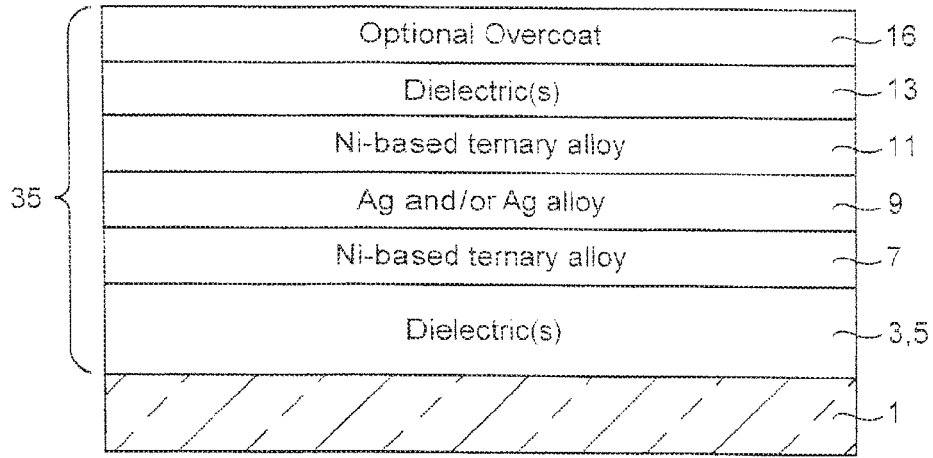 Optional Overcoat 16
Dielectric(s) 13
Ni-based ternary alloy 11
35
Ag and/or Ag alloy 9
Ni-based ternary alloy 7
Dielectric(s) 3,5
1